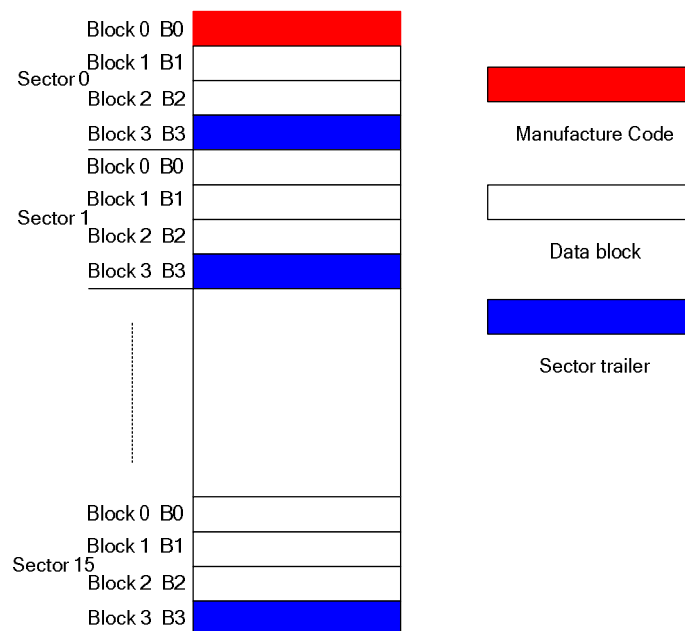 Block 0 B0
Block 1 B1
Sector 0
Block 2 B2
Block 3 B3
Block 0 B0
Block 1 B1
Sector 1
Block 2 B2
Block 3 B3
Block 0 B0
Block 1 B1
Sector 15
Block 2 B2
Block 3 B3
Manufacture Code
Data block
Sector trailer